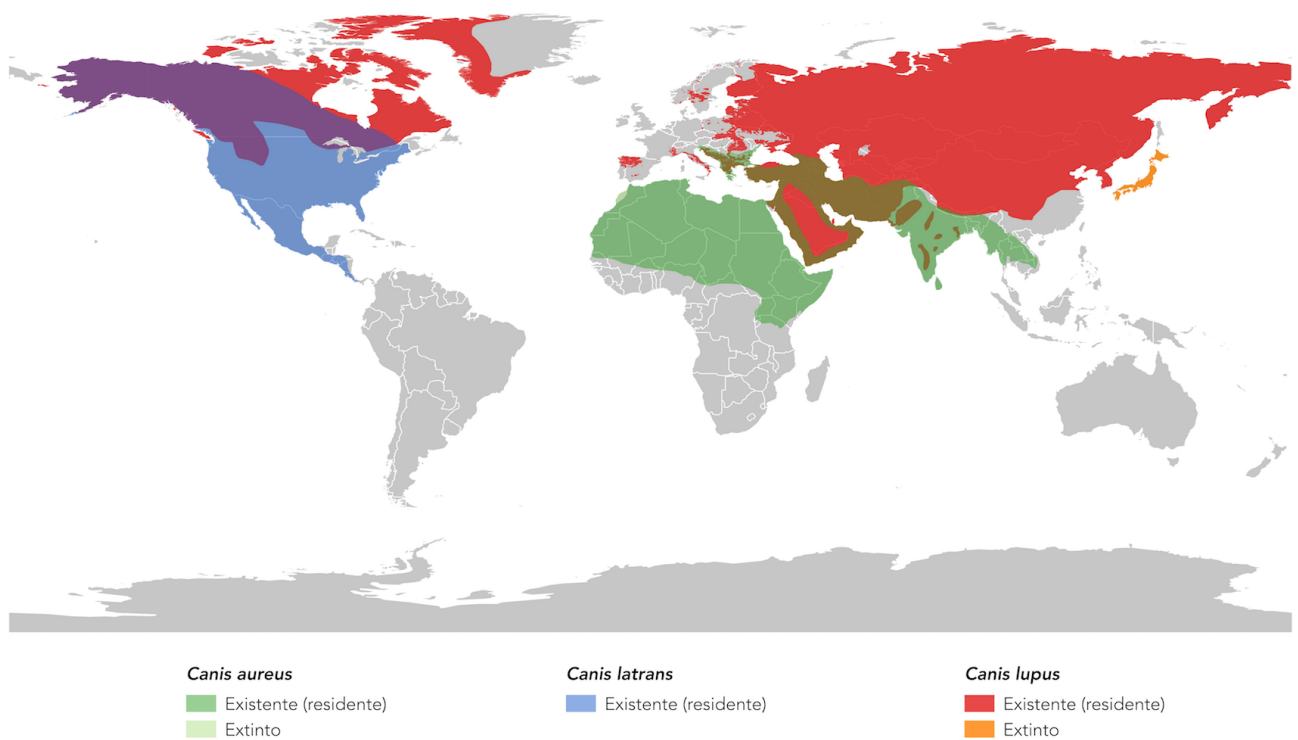 Canis aureus
Existente (residente)
Extinto
Canis latrans
Existente (residente)
Canis lupus
Existente (residente)
Extinto